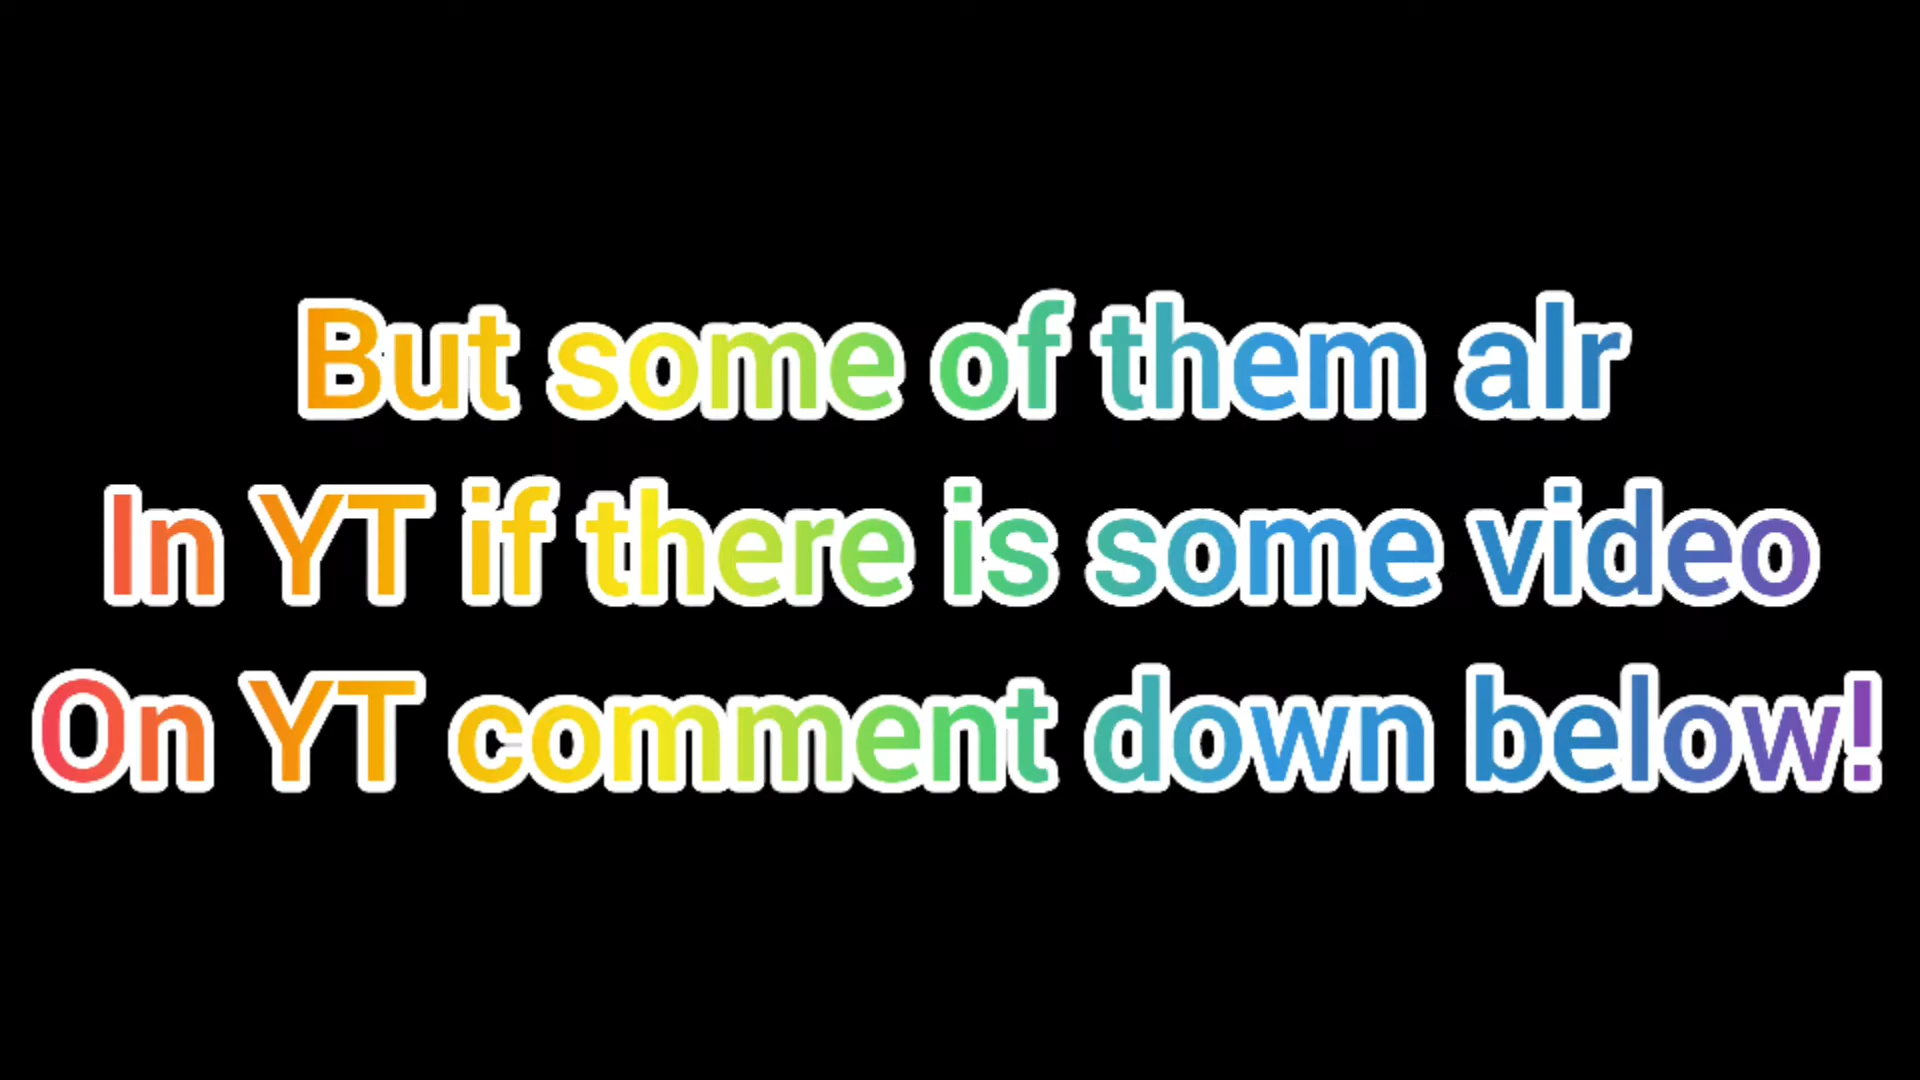 But some of them alr
In YT if there is some video
On YT comment down below!